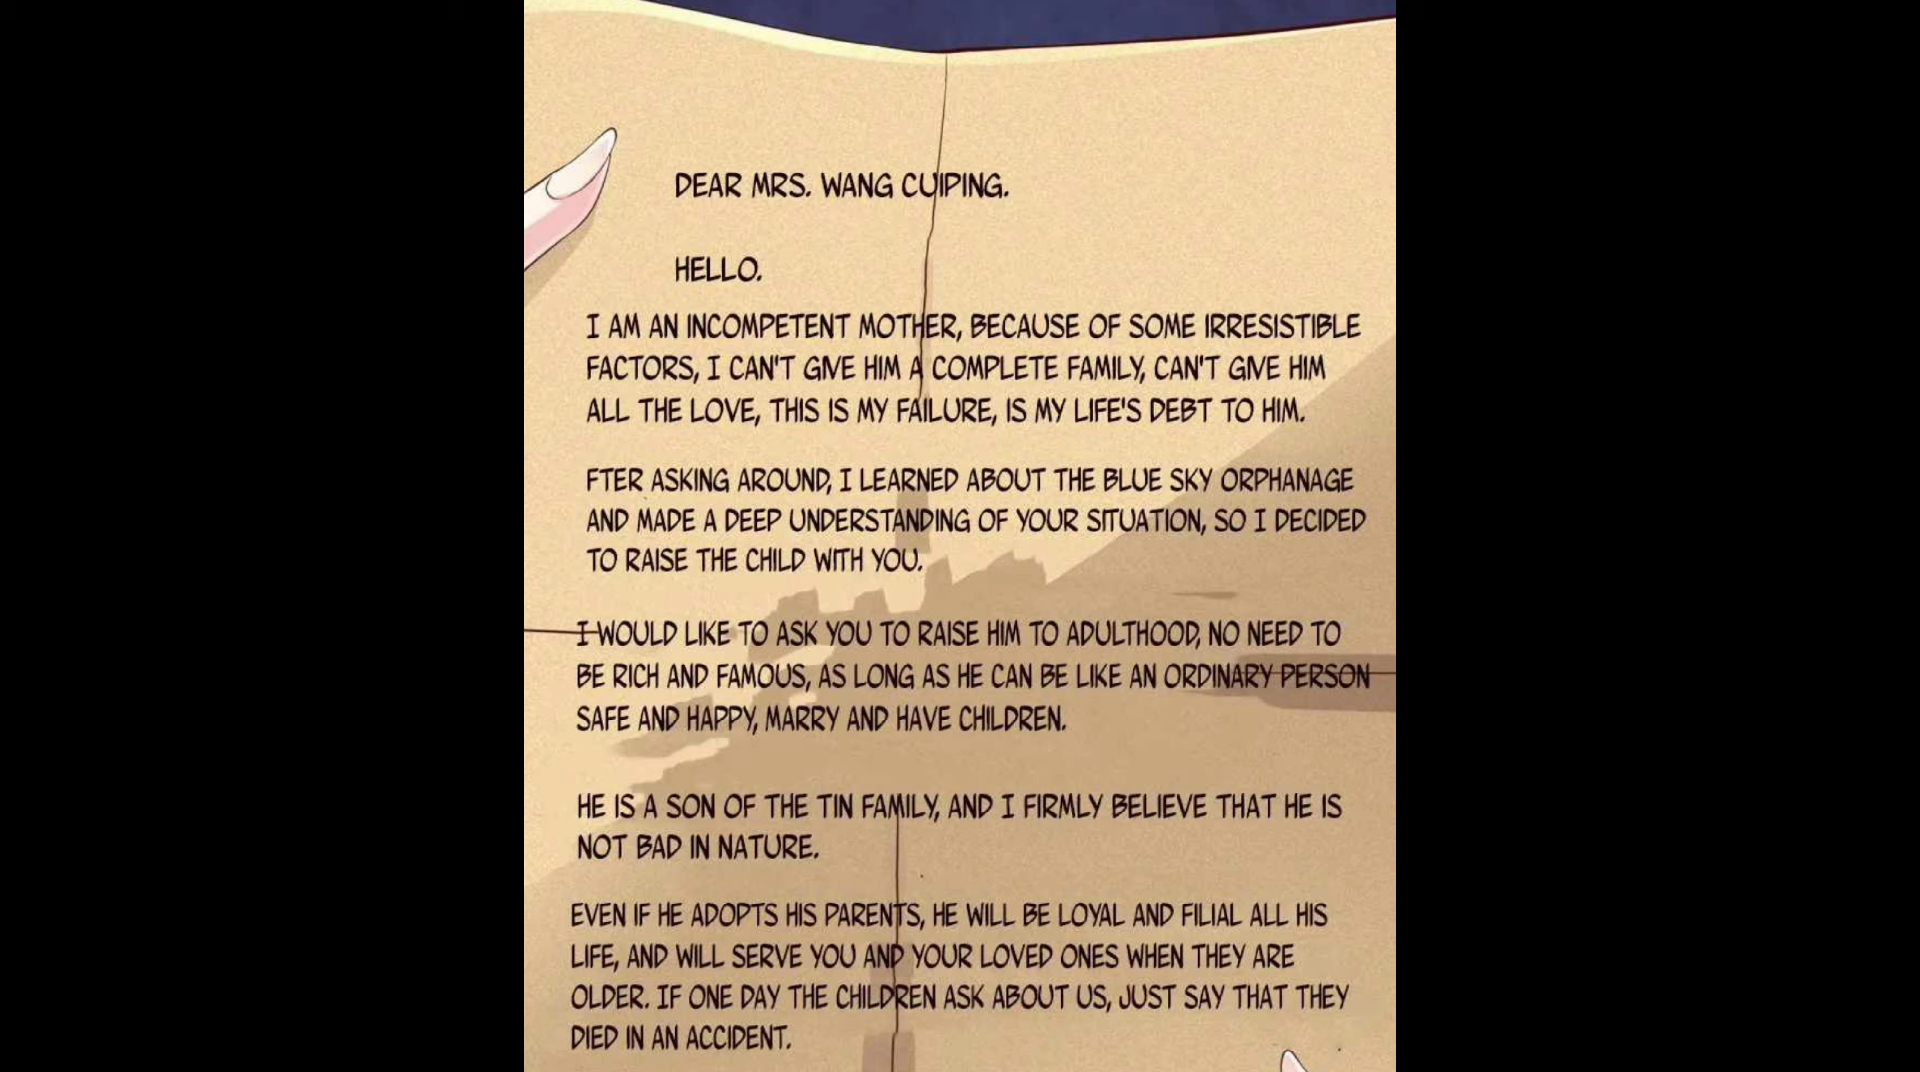 DEAR MRS. WANG CUIPING.
HELLO.
I AM AN INCOMPETENT MOTHER, BECAUSE OF SOME IRRESISTIBLE
FACTORS, I CAN'T GIVE HIM A COMPLETE FAMILY, CAN'T GIVE HIM
ALL THE LOVE, THIS IS MY FAILURE, IS MY LIFE'S DEBT TO HIM.
FTER ASKING AROUND, I LEARNED ABOUT THE BLUE SKY ORPHANAGE
AND MADE A DEEP UNDERSTANDING OF YOUR SITUATION, SO I DECIDED
TO RAISE THE CHILD WITH YOU.
I WOULD LIKE TO ASK YOU TO RAISE HIM TO ADULTHOOD, NO NEED TO
BE RICH AND FAMOUS, AS LONG AS HE CAN BE LIKE AN ORDINARY PERSON
SAFE AND HAPPY, MARRY AND HAVE CHILDREN.
HE IS A SON OF THE TIN FAMILY, AND I FIRMLY BELIEVE THAT HE IS
NOT BAD IN NATURE.
EVEN IF HE ADOPTS HIS PARENTS, HE WILL BE LOYAL AND FILIAL ALL HIS
LIFE, AND WILL SERVE YOU AND YOUR LOVED ONES WHEN THEY ARE
OLDER. IF ONE DAY THE CHILDREN ASK ABOUT US, JUST SAY THAT THEY
DIED IN AN ACCIDENT.